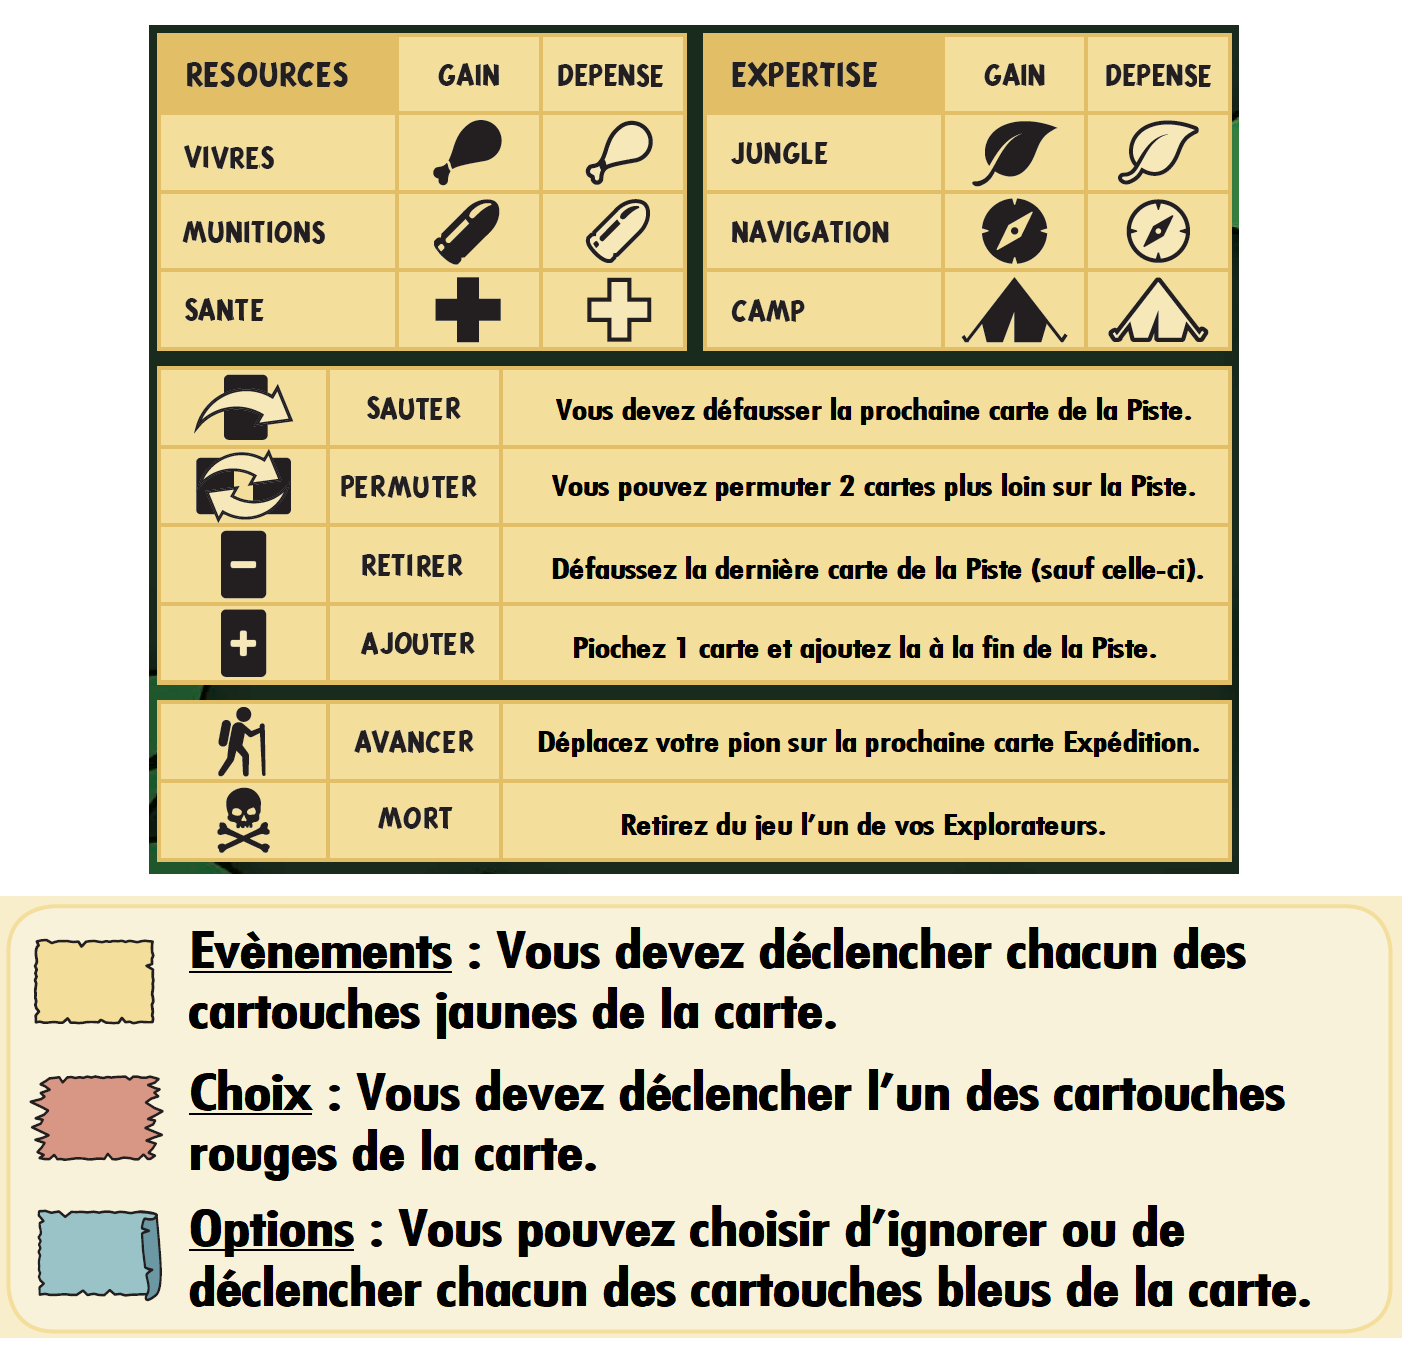 RESOURCES GAIN DEPENSE
VIVRES
MUNITIONS
SANTE
EXPERTISE GAIN DEPENSE
JUNGLE
NAVIGATION
CAMP
SAUTER Vous devez défausser la prochaine carte de la Piste.
PERMUTER Vous pouvez permuter 2 cartes plus loin sur la Piste.
RETIRER Défaussez la dernière carte de la Piste (sauf celle-ci).
AJOUTER Piochez 1 carte et ajoutez la à la fin de la Piste.
AVANCER Déplacez votre pion sur la prochaine carte Expédition.
MORT Retirez du jeu l'un de vos Explorateurs.
Evènements : Vous devez déclencher chacun des
cartouches jaunes de la carte.
Choix : Vous devez déclencher l'un des cartouches
rouges de la carte.
Options : Vous pouvez choisir d'ignorer ou de
déclencher chacun des cartouches bleus de la carte.